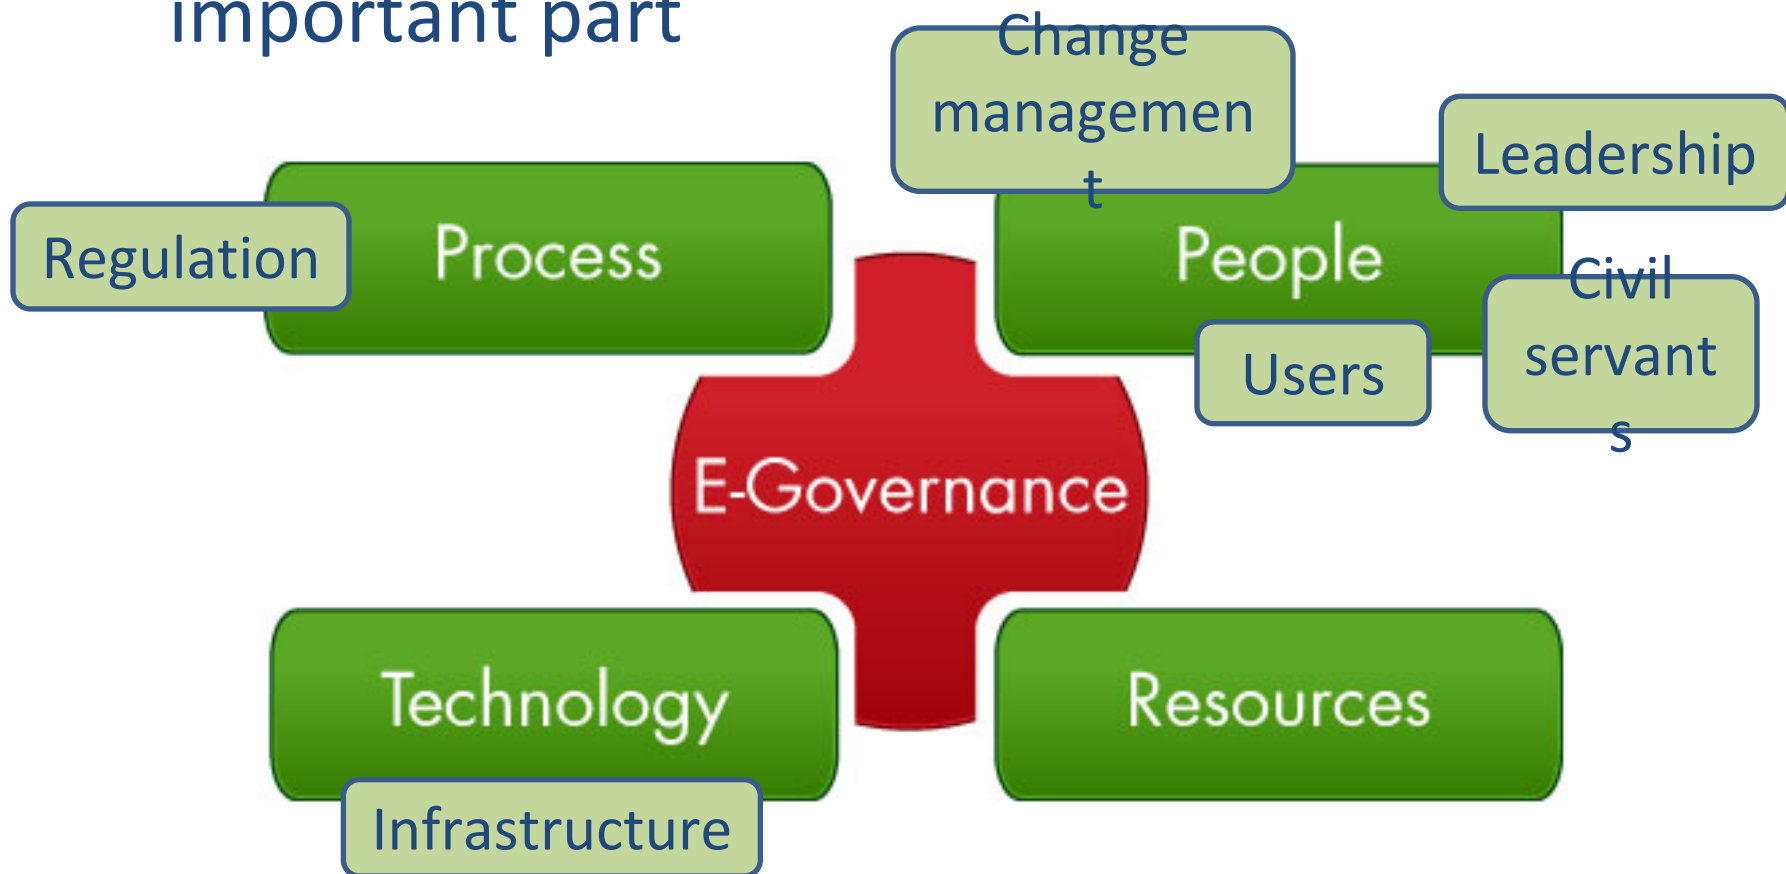 important part
Change
managemen
t
Leadership
Regulation
Process
People
Civil
servant
s
Users
E-Governance
Technology
Resources
Infrastructure